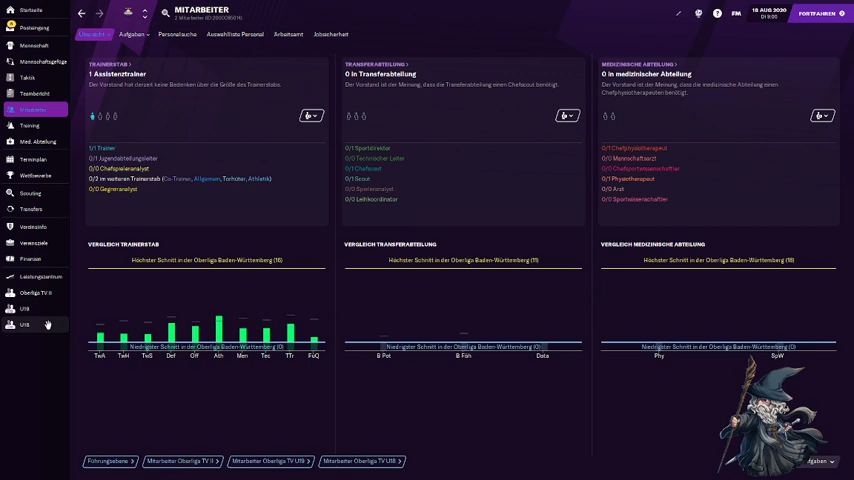 Startseite
MITARBEITER
2 Mitarbeiter
18 AUG 2020
Di 9:00
FORTFAHREN
FM
Posteingang
Übersicht
Aufgaben
Personalsuche
Auswahlliste Personal
Arbeitsamt
Jobsicherheit
Mannschaft
Mannschaftsgefüge
Taktik
Teambericht
Mitarbeiter
Training
Med. Abteilung
Terminplan
Wettbewerbe
Scouting
Transfers
Vereinsinfo
Vereinsziele
Finanzen
Leistungszentrum
Oberliga TV II
U19
U18
TRAINERSTAB
1 Assistenztrainer
Der Vorstand hat derzeit keine Bedenken über die Größe des Trainerstabs.
1/1 Trainer
0/1 Jugendabteilungsleiter
0/0 Chefspieleranalyst
0/2 im weiteren Trainerstab (Co-Trainer, Allgemein, Torhüter, Athletik)
0/0 Gegneranalyst
TRANSFERABTEILUNG
0 in Transferabteilung
Der Vorstand ist der Meinung, dass die Transferabteilung einen Chefscout benötigt.
0/1 Sportdirektor
0/0 Technischer Leiter
0/1 Chefscout
0/1 Scout
0/0 Spieleranalyst
0/0 Leihkoordinator
MEDIZINISCHE ABTEILUNG
0 in medizinischer Abteilung
Der Vorstand ist der Meinung, dass die medizinische Abteilung einen
Chefphysiotherapeuten benötigt.
0/1 Chefphysiotherapeut
0/0 Mannschaftsarzt
0/0 Chefsportwissenschaftler
0/1 Physiotherapeut
0/0 Arzt
0/0 Sportwissenschaftler
VERGLEICH TRAINERSTAB
Höchster Schnitt in der Oberliga Baden-Württemberg (16)
Niedrigster Schnitt in der Oberliga Baden-Württemberg (0)
TwA TwH TwS Def Off Ath Men Tec TTr FüQ
VERGLEICH TRANSFERABTEILUNG
Höchster Schnitt in der Oberliga Baden-Württemberg (11)
Niedrigster Schnitt in der Oberliga Baden-Württemberg (0)
B Pot B Fäh Data
VERGLEICH MEDIZINISCHE ABTEILUNG
Höchster Schnitt in der Oberliga Baden-Württemberg (18)
Niedrigster Schnitt in der Oberliga Baden-Württemberg (0)
Phy SpW
Führungsebene
Mitarbeiter Oberliga TV II
Mitarbeiter Oberliga TV U19
Mitarbeiter Oberliga TV U18